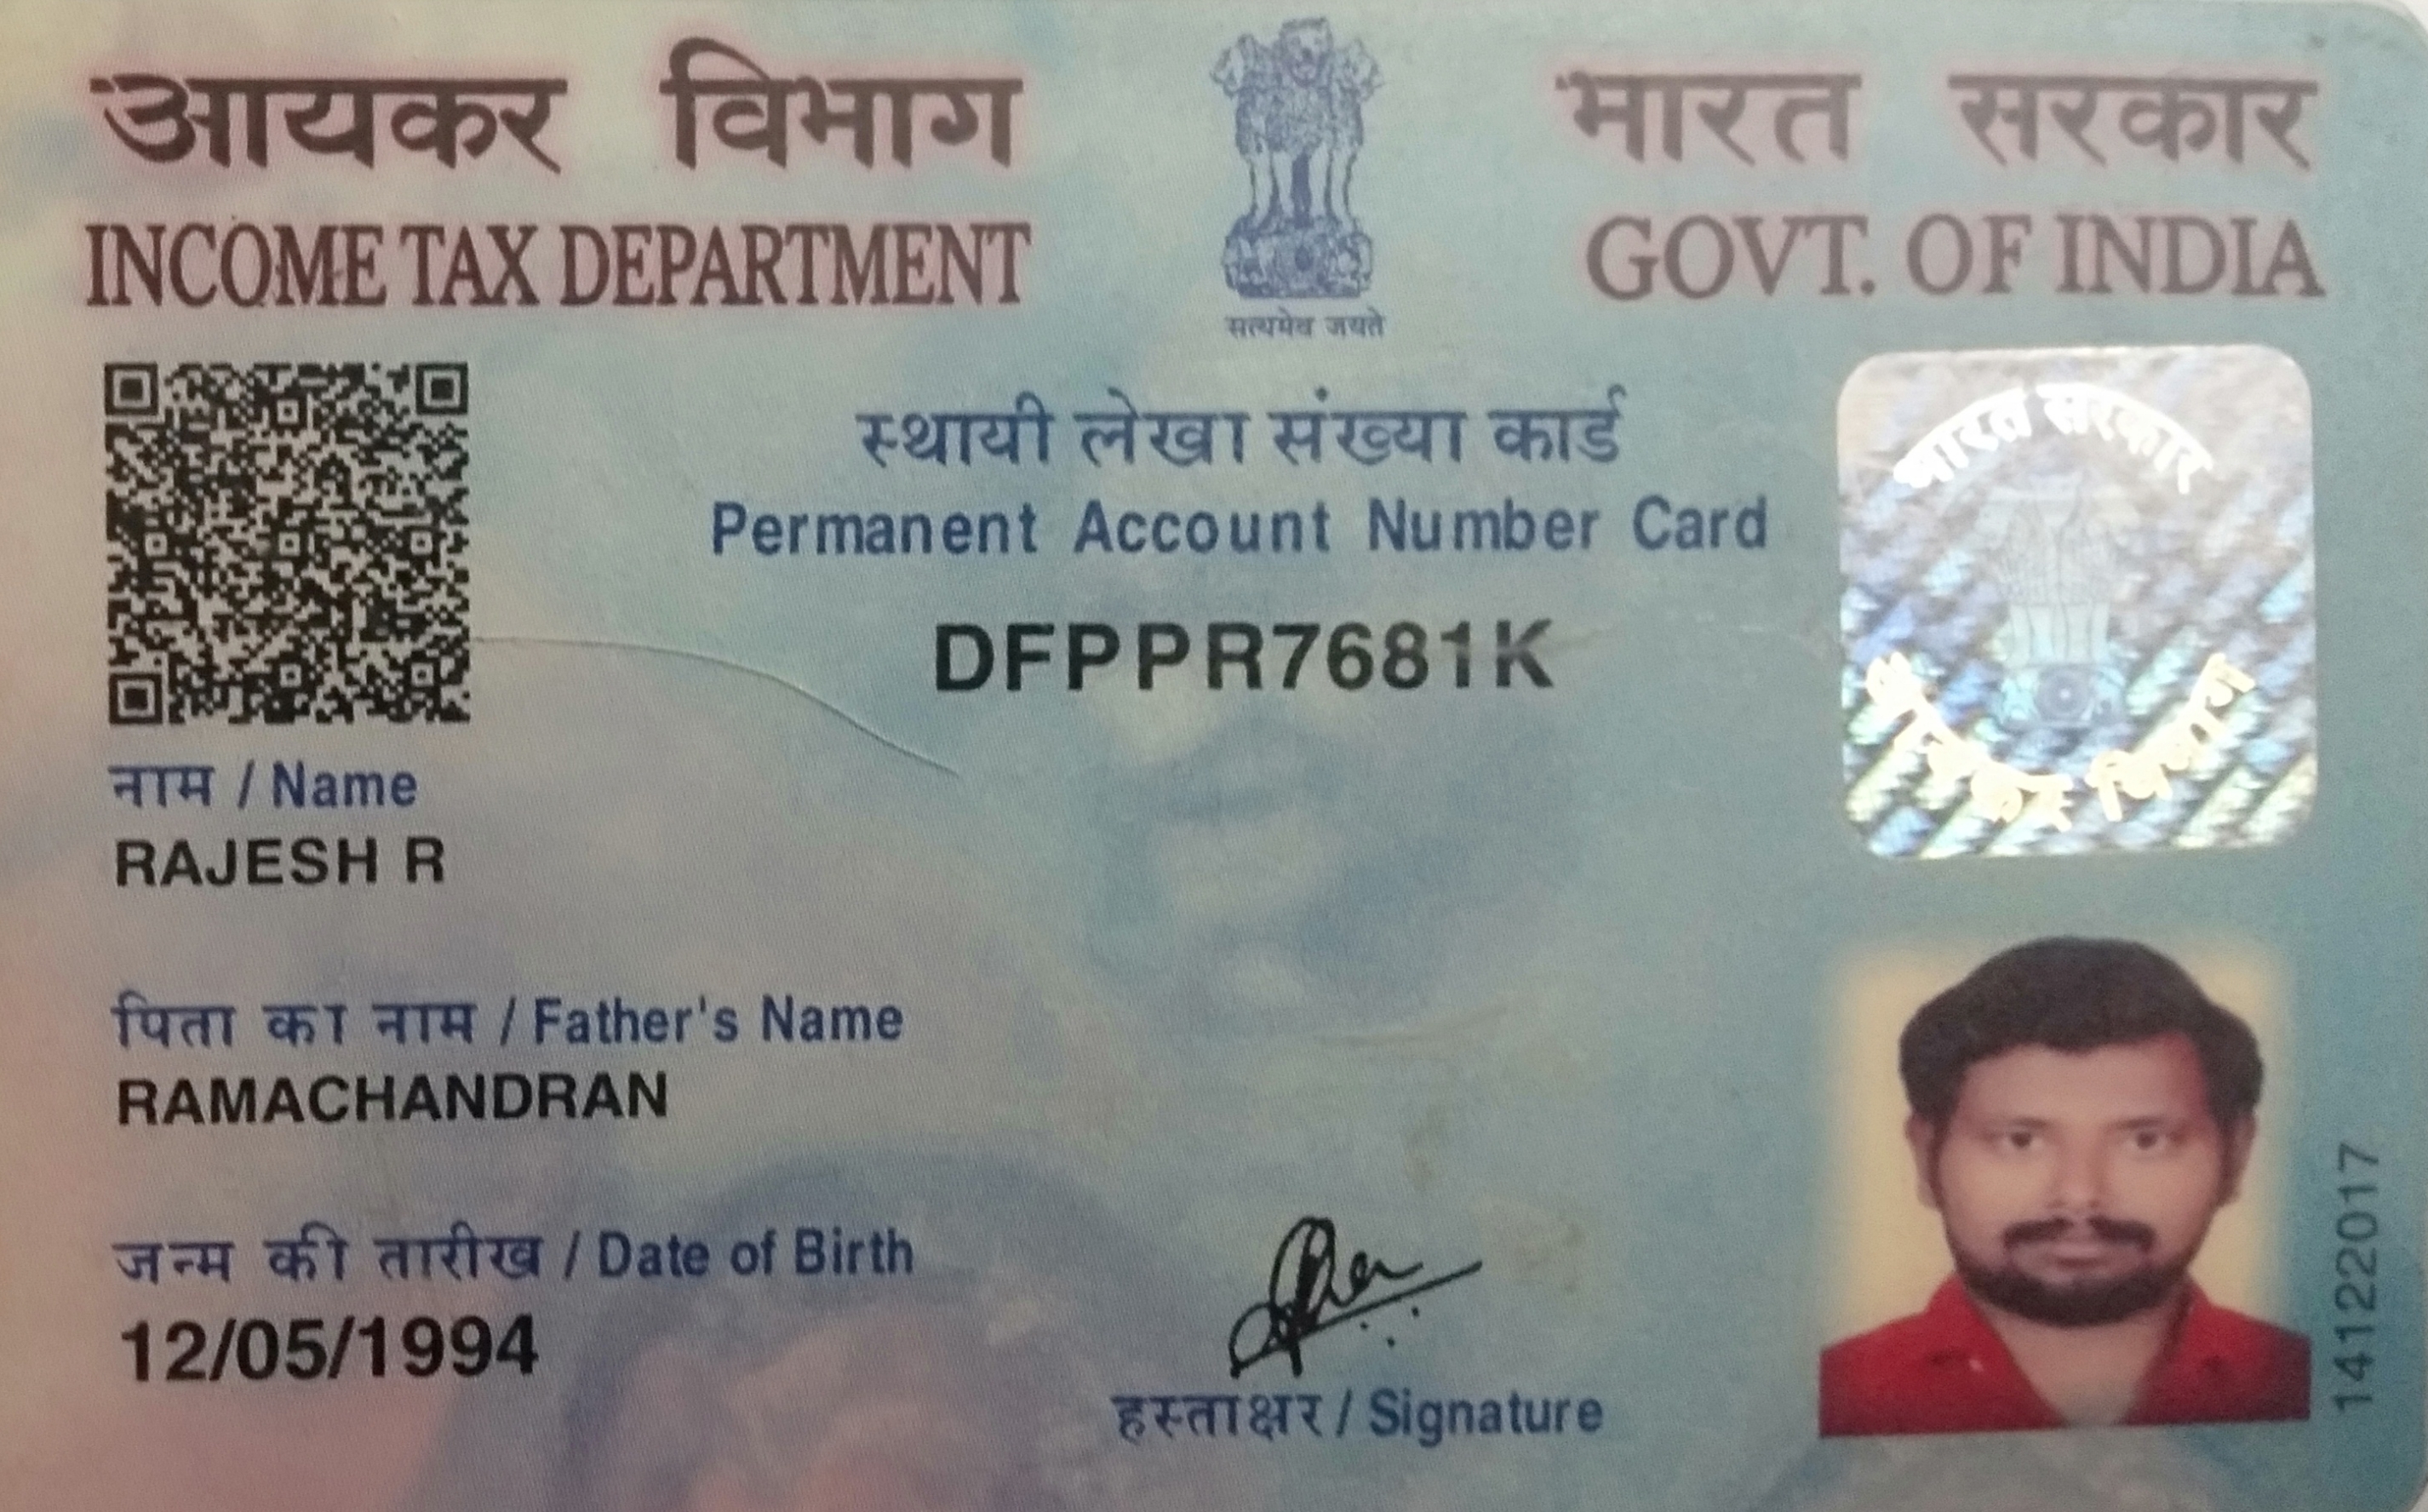 आयकर विभाग
INCOME TAX DEPARTMENT
सत्यमेव जयते
भारत सरकार
GOVT. OF INDIA
स्थायी लेखा संख्या कार्ड
Permanent Account Number Card
DFPPR7681K
भारत सरकार
आयकर विभाग
नाम / Name
RAJESH R
पिता का नाम / Father's Name
RAMACHANDRAN
जन्म की तारीख / Date of Birth
12/05/1994
हस्ताक्षर / Signature
14122017